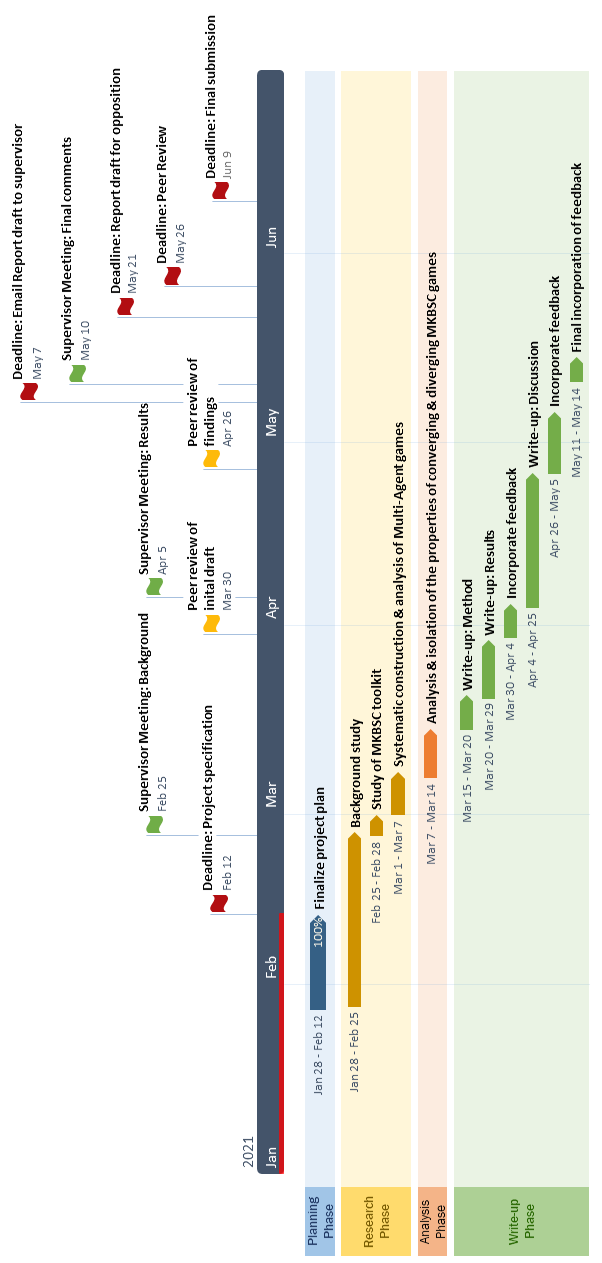 Deadline: Email Report draft to supervisor
May 7
Supervisor Meeting: Final comments
May 10
Deadline: Report draft for opposition
May 21
Supervisor Meeting: Background
Feb 25
Supervisor Meeting: Results
Apr 5
Deadline: Peer Review
May 26
Deadline: Project specification
Feb 12
Peer review of
inital draft
Mar 30
Peer review of
findings
Apr 26
Deadline: Final submission
Jun 9
2021
Jan
Feb
Mar
Apr
May
Jun
Planning
Phase
Jan 28 - Feb 12
100%
Finalize project plan
Research
Phase
Jan 28 - Feb 25
Background study
Feb 25 - Feb 28
Study of MKBSC toolkit
Mar 1 - Mar 7
Systematic construction & analysis of Multi-Agent games
Analysis
Phase
Mar 7 - Mar 14
Analysis & isolation of the properties of converging & diverging MKBSC games
Write-up
Phase
Mar 15 - Mar 20
Write-up: Method
Mar 20 - Mar 29
Write-up: Results
Mar 30 - Apr 4
Incorporate feedback
Apr 4 - Apr 25
Write-up: Discussion
Apr 26 - May 5
Incorporate feedback
May 11 - May 14
Final incorporation of feedback